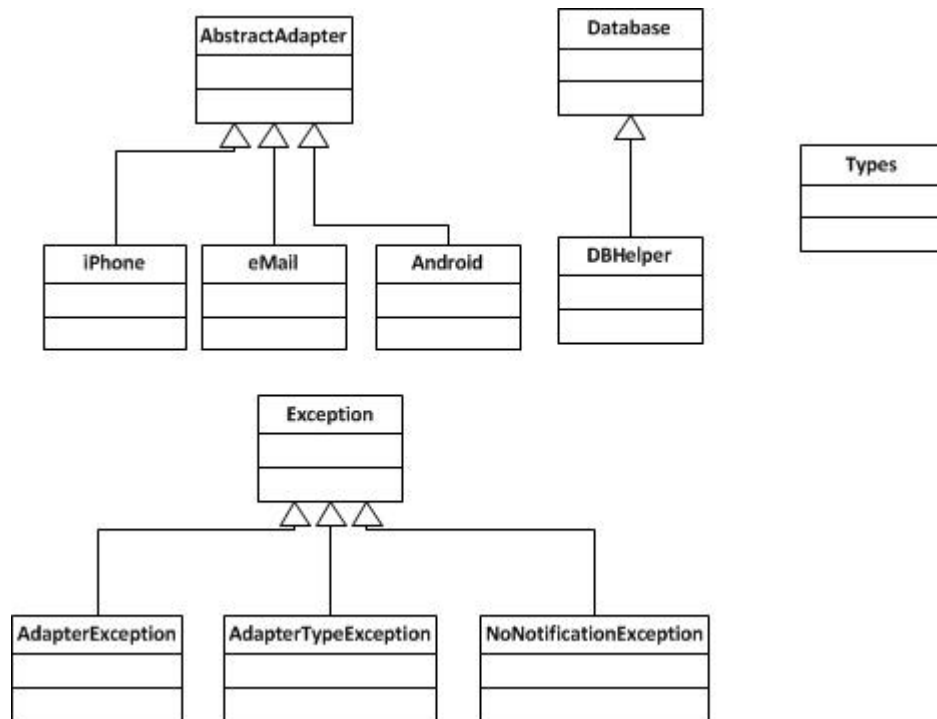 AbstractAdapter
Database
Types
iPhone
eMail
Android
DBHelper
Exception
AdapterException
AdapterTypeException
NoNotificationException